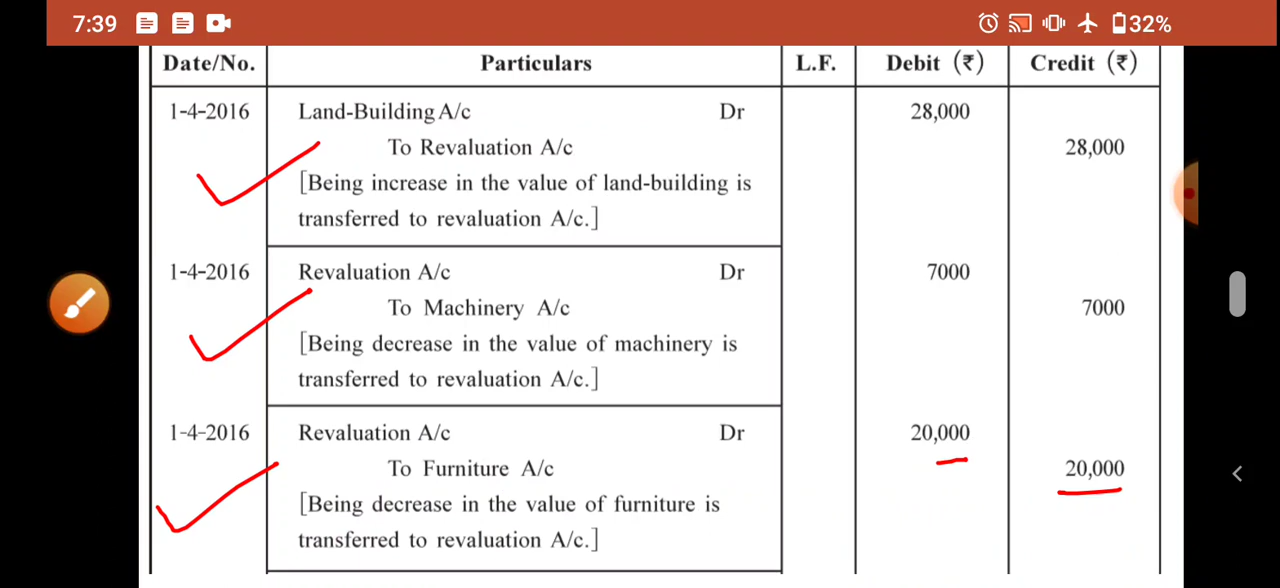 7:39 32%
Date/No. Particulars L.F. Debit (₹) Credit (₹)
1-4-2016 Land-Building A/c Dr 28,000
To Revaluation A/c 28,000
[Being increase in the value of land-building is
transferred to revaluation A/c.]
1-4-2016 Revaluation A/c Dr 7000
To Machinery A/c 7000
[Being decrease in the value of machinery is
transferred to revaluation A/c.]
1-4-2016 Revaluation A/c Dr 20,000
To Furniture A/c 20,000
[Being decrease in the value of furniture is
transferred to revaluation A/c.]